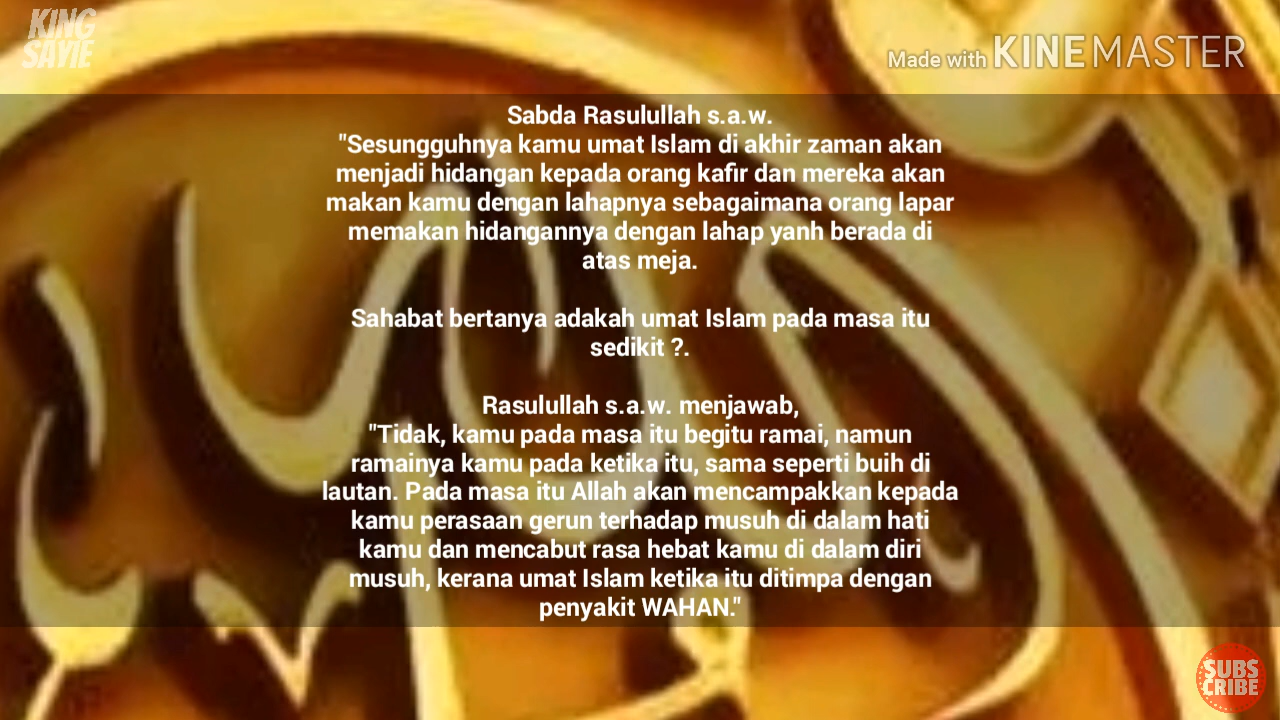 KING
SAYIE
Made with KINEMASTER
Sabda Rasulullah s.a.w.
"Sesungguhnya kamu umat Islam di akhir zaman akan
menjadi hidangan kepada orang kafir dan mereka akan
makan kamu dengan lahapnya sebagaimana orang lapar
memakan hidangannya dengan lahap yanh berada di
atas meja.
Sahabat bertanya adakah umat Islam pada masa itu
sedikit ?.
Rasulullah s.a.w. menjawab,
"Tidak, kamu pada masa itu begitu ramai, namun
ramainya kamu pada ketika itu, sama seperti buih di
lautan. Pada masa itu Allah akan mencampakkan kepada
kamu perasaan gerun terhadap musuh di dalam hati
kamu dan mencabut rasa hebat kamu di dalam diri
musuh, kerana umat Islam ketika itu ditimpa dengan
penyakit WAHAN."
SUBS
CRIBE